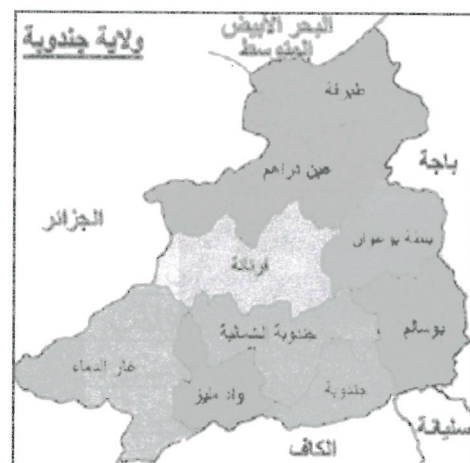 ولاية جندوبة
البحر الأبيض
المتوسط
طبرقة
باجة
عين دراهم
الجزائر
بلطة بوعوان
فرنانة
بوسالم
جندوبة الشمالية
غار الدماء
واد مليز
جندوبة
سليانة
الكاف